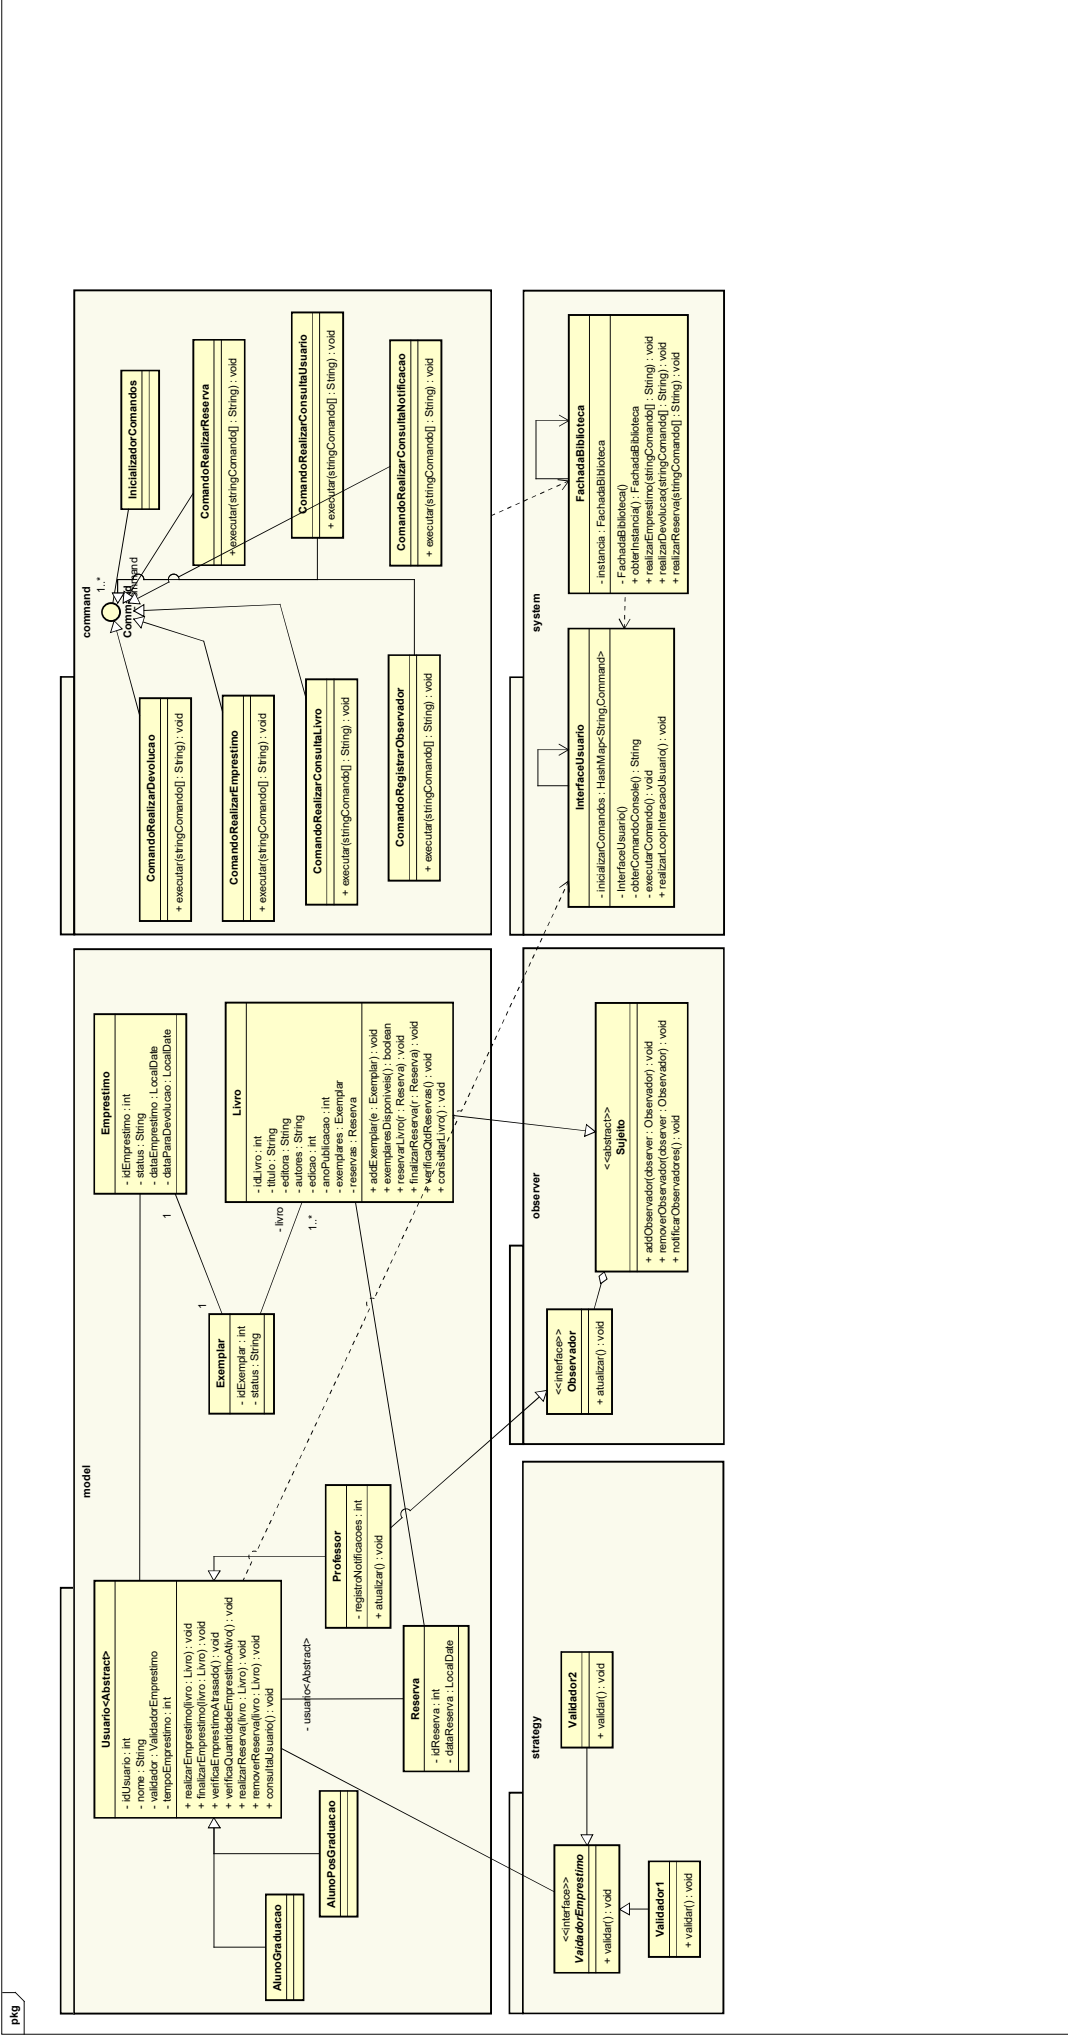 pkg
model
Usuario<Abstract>
- idUsuario : int
- nome : String
- validador : ValidadorEmprestimo
- tempoEmprestimo : int
+ realizarEmprestimo(livro : Livro) : void
+ finalizarEmprestimo(livro : Livro) : void
+ verificaEmprestimoAtrasado() : void
+ verificaQuantidadeEmprestimoAtivo() : void
+ realizarReserva(livro : Livro) : void
+ removerReserva(livro : Livro) : void
+ consultaUsuario() : void
Emprestimo
- idEmprestimo : int
- status : String
- dataEmprestimo : LocalDate
- dataParaDevolucao : LocalDate
1
1
Exemplar
- idExemplar : int
- status : String
- livro
1..*
Livro
- idLivro : int
- titulo : String
- editora : String
- autores : String
- edicao : int
- anoPublicacao : int
- exemplares : Exemplar
- reservas : Reserva
+ addExemplar(e : Exemplar) : void
+ exemplaresDisponiveis() : boolean
+ reservarLivro(r : Reserva) : void
+ finalizarReserva(r : Reserva) : void
+ verificaQtdReservas() : void
+ consultarLivro() : void
AlunoGraduacao
AlunoPosGraduacao
- usuario<Abstract>
Professor
- registroNotificacoes : int
+ atualizar() : void
Reserva
- idReserva : int
- dataReserva : LocalDate
command
1..*
Command
InicializadorComandos
ComandoRealizarDevolucao
+ executar(stringComando[] : String) : void
ComandoRealizarReserva
+ executar(stringComando[] : String) : void
ComandoRealizarEmprestimo
+ executar(stringComando[] : String) : void
ComandoRealizarConsultaUsuario
+ executar(stringComando[] : String) : void
ComandoRealizarConsultaLivro
+ executar(stringComando[] : String) : void
ComandoRealizarConsultaNotificacao
+ executar(stringComando[] : String) : void
ComandoRegistrarObservador
+ executar(stringComando[] : String) : void
strategy
<<interface>>
VaidadorEmprestimo
+ validar() : void
Validador2
+ validar() : void
Validador1
+ validar() : void
observer
<<interface>>
Observador
+ atualizar() : void
<<abstract>>
Sujeito
+ addObservador(observer : Observador) : void
+ removerObservador(observer : Observador) : void
+ notificarObservadores() : void
system
InterfaceUsuario
- inicializarComandos : HashMap<String,Command>
- InterfaceUsuario()
- obterComandoConsole() : String
- executarComando() : void
+ realizarLoopInteracaoUsuario() : void
FachadaBiblioteca
- instancia : FachadaBiblioteca
- FachadaBiblioteca()
+ obterInstancia() : FachadaBiblioteca
+ realizarEmprestimo(stringComando[] : String) : void
+ realizarDevolucao(stringComando[] : String) : void
+ realizarReserva(stringComando[] : String) : void